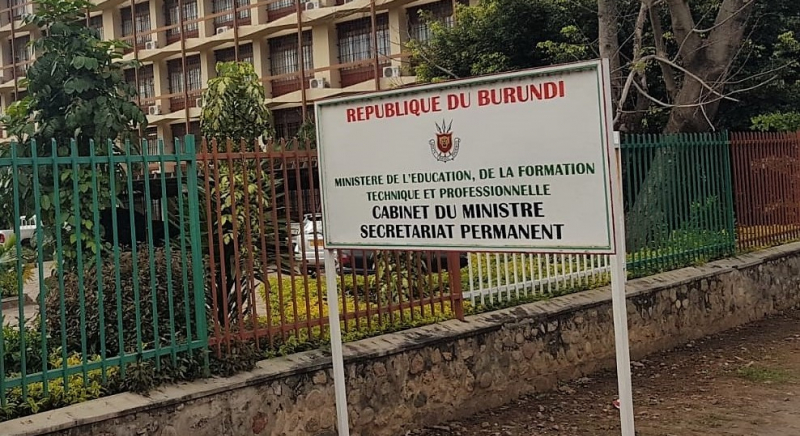 REPUBLIQUE DU BURUNDI
MINISTERE DE L'EDUCATION, DE LA FORMATION
TECHNIQUE ET PROFESSIONNELLE
CABINET DU MINISTRE
SECRETARIAT PERMANENT